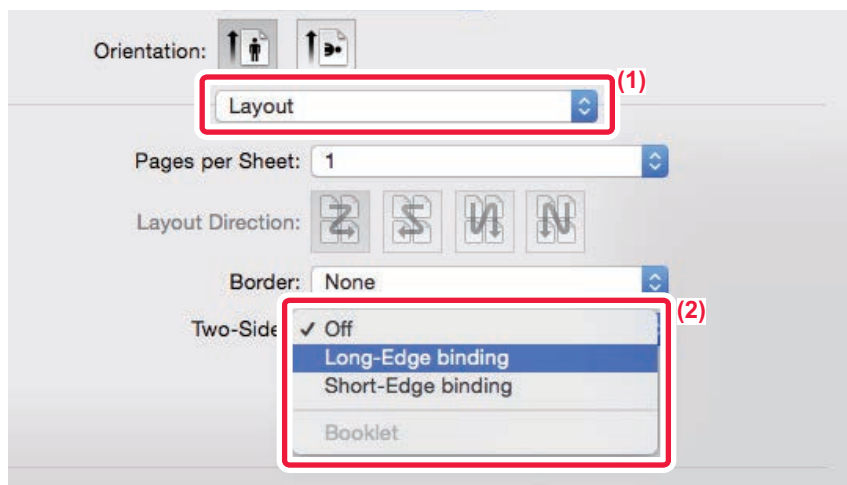 Orientation:
(1)
Layout
Pages per Sheet: 1
Layout Direction:
Border: None
(2)
Two-Side ✓ Off
Long-Edge binding
Short-Edge binding
Booklet